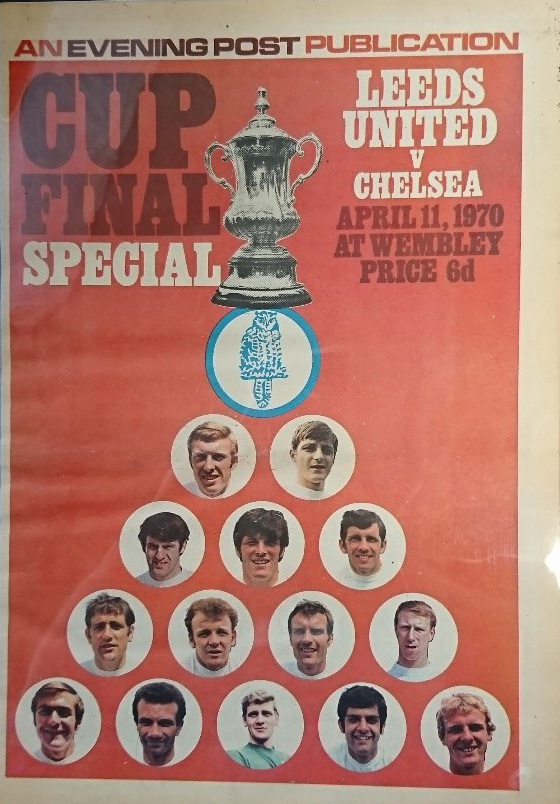 AN EVENING POST PUBLICATION
CUP
FINAL
SPECIAL
LEEDS
UNITED
V
CHELSEA
APRIL 11, 1970
AT WEMBLEY
PRICE 6d